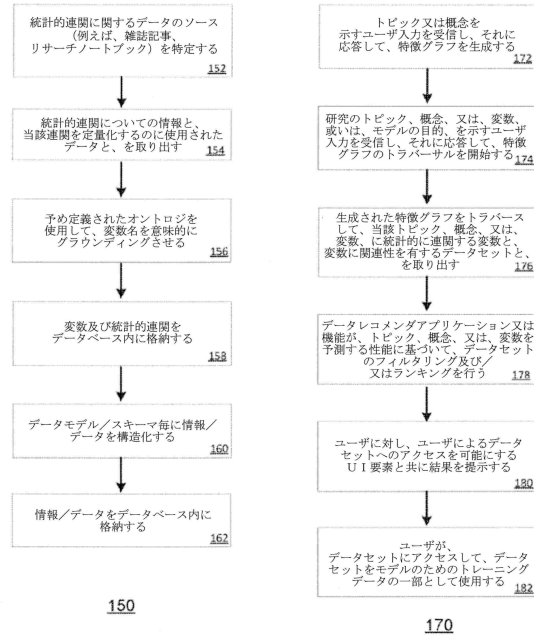 統計的連関に関するデータのソース
(例えば、雑誌記事、
リサーチノートブック)を特定する
152
統計的連関についての情報と、
当該連関を定量化するのに使用された
データと、を取り出す
154
予め定義されたオントロジを
使用して、変数名を意味的に
グラウンディングさせる
156
変数及び統計的連関を
データベース内に格納する
158
データモデル/スキーマ毎に情報/
データを構造化する
160
情報/データをデータベース内に
格納する
162
150
トピック又は概念を
示すユーザ入力を受信し、それに
応答して、特徴グラフを生成する
172
研究のトピック、概念、又は、変数、
或いは、モデルの目的、を示すユーザ
入力を受信し、それに応答して、特徴
グラフのトラバーサルを開始する
174
生成された特徴グラフをトラバース
して、当該トピック、概念、又は、
変数、に統計的に連関する変数と、
変数に関連性を有するデータセットと、
を取り出す
176
データレコメンダアプリケーション又は
機能が、トピック、概念、又は、変数を
予測する性能に基づいて、データセット
のフィルタリング及び/
又はランキングを行う
178
ユーザに対し、ユーザによるデータ
セットへのアクセスを可能にする
UI要素と共に結果を提示する
180
ユーザが、
データセットにアクセスして、データ
セットをモデルのためのトレーニング
データの一部として使用する
182
170